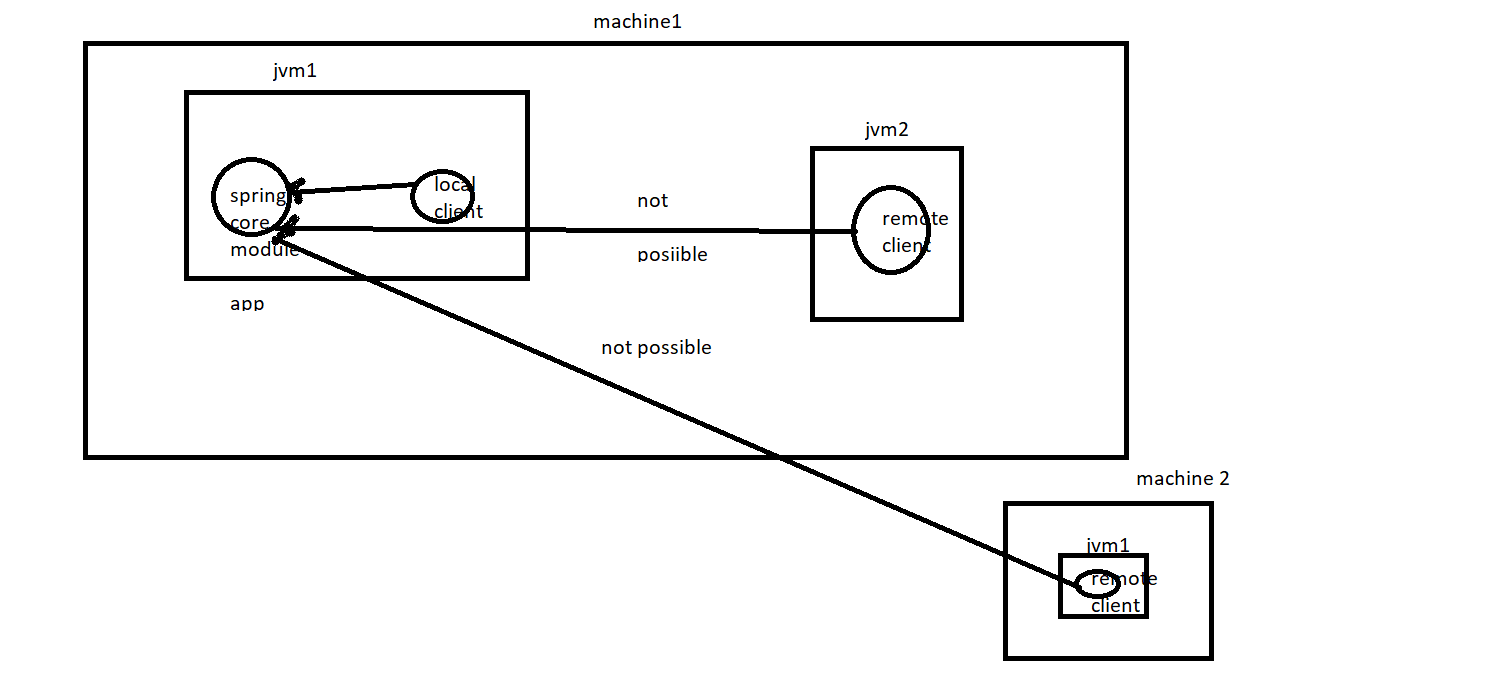 machine1
jvm1
jvm2
spring
core
module
app
local
client
not
posiible
remote
client
not possible
machine 2
jvm1
remote
client